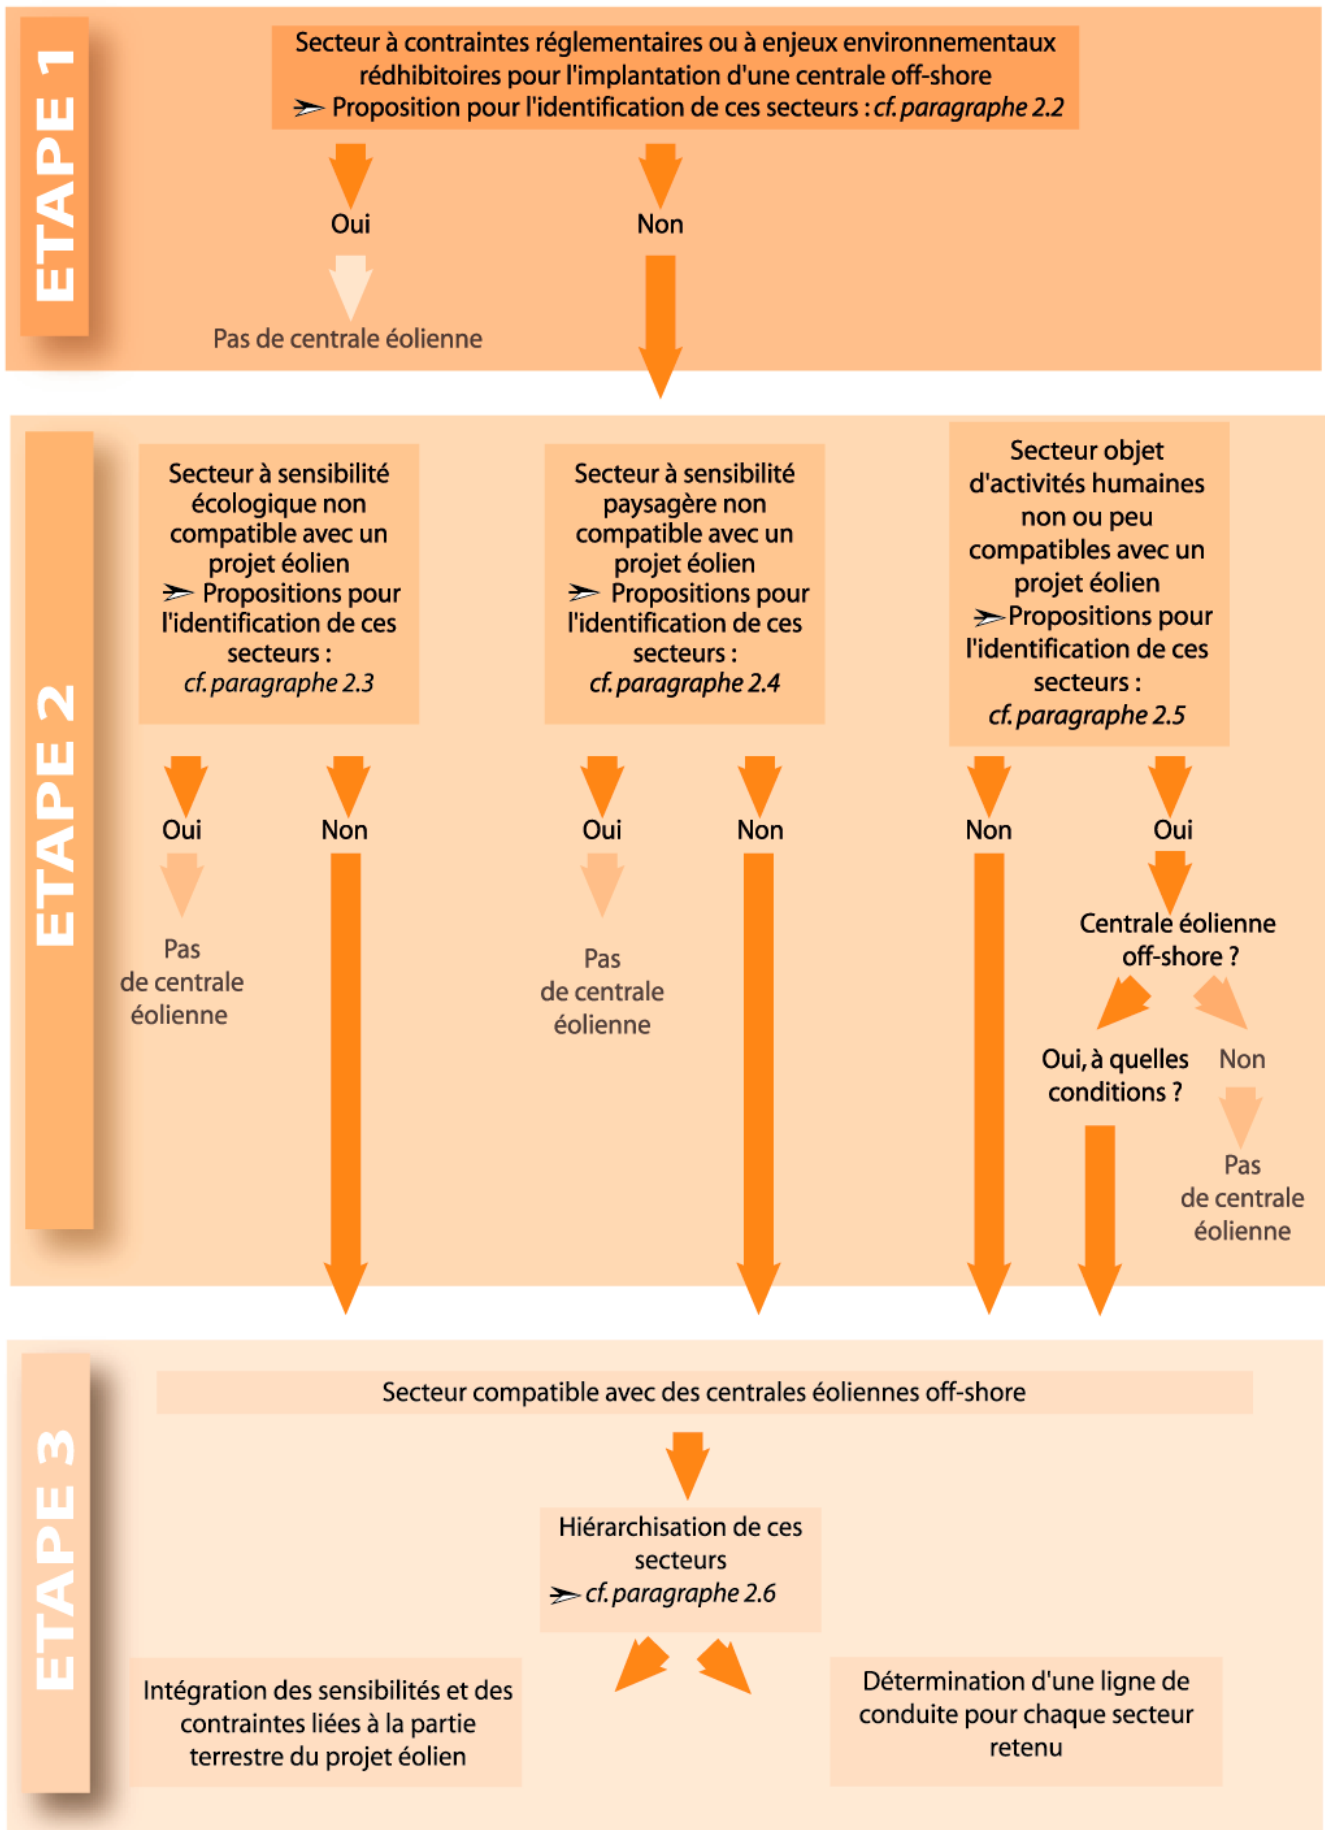 ETAPE 1
Secteur à contraintes réglementaires ou à enjeux environnementaux
rédhibitoires pour l'implantation d'une centrale off-shore
➢ Proposition pour l'identification de ces secteurs : cf. paragraphe 2.2
Oui
Non
Pas de centrale éolienne
ETAPE 2
Secteur à sensibilité
écologique non
compatible avec un
projet éolien
➢ Propositions pour
l'identification de ces
secteurs :
cf. paragraphe 2.3
Oui
Non
Pas
de centrale
éolienne
Secteur à sensibilité
paysagère non
compatible avec un
projet éolien
➢ Propositions pour
l'identification de ces
secteurs :
cf. paragraphe 2.4
Oui
Non
Pas
de centrale
éolienne
Secteur objet
d'activités humaines
non ou peu
compatibles avec un
projet éolien
➢ Propositions pour
l'identification de ces
secteurs :
cf. paragraphe 2.5
Non
Oui
Centrale éolienne
off-shore ?
Oui, à quelles
conditions ?
Non
Pas
de centrale
éolienne
ETAPE 3
Secteur compatible avec des centrales éoliennes off-shore
Hiérarchisation de ces
secteurs
➢ cf. paragraphe 2.6
Intégration des sensibilités et des
contraintes liées à la partie
terrestre du projet éolien
Détermination d'une ligne de
conduite pour chaque secteur
retenu